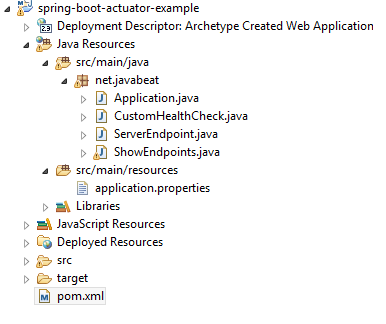 spring-boot-actuator-example
2.3 Deployment Descriptor: Archetype Created Web Application
Java Resources
src/main/java
net.javabeat
Application.java
CustomHealthCheck.java
ServerEndpoint.java
ShowEndpoints.java
src/main/resources
application.properties
Libraries
JavaScript Resources
Deployed Resources
src
target
pom.xml